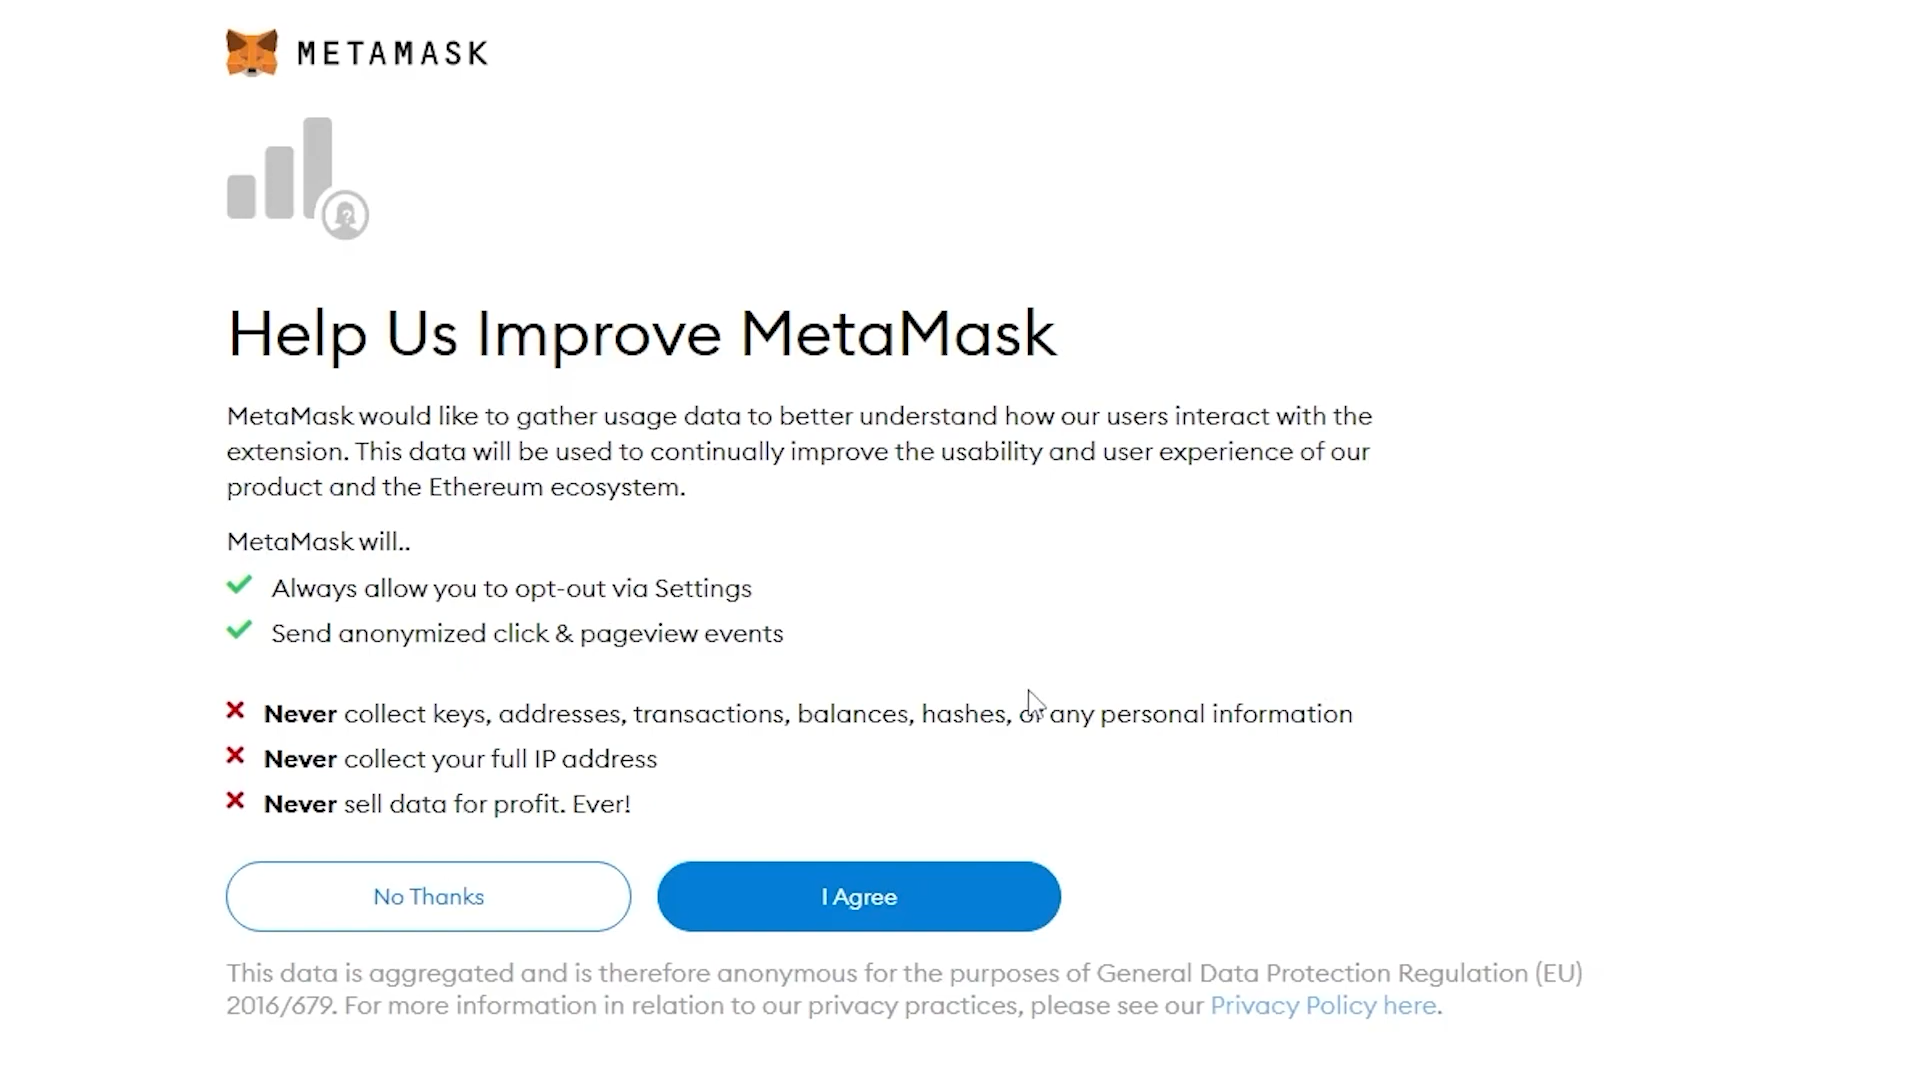 METAMASK
?
Help Us Improve MetaMask
MetaMask would like to gather usage data to better understand how our users interact with the
extension. This data will be used to continually improve the usability and user experience of our
product and the Ethereum ecosystem.
MetaMask will..
Always allow you to opt-out via Settings
Send anonymized click & pageview events
Never collect keys, addresses, transactions, balances, hashes, or any personal information
Never collect your full IP address
Never sell data for profit. Ever!
No Thanks
I Agree
This data is aggregated and is therefore anonymous for the purposes of General Data Protection Regulation (EU)
2016/679. For more information in relation to our privacy practices, please see our Privacy Policy here.